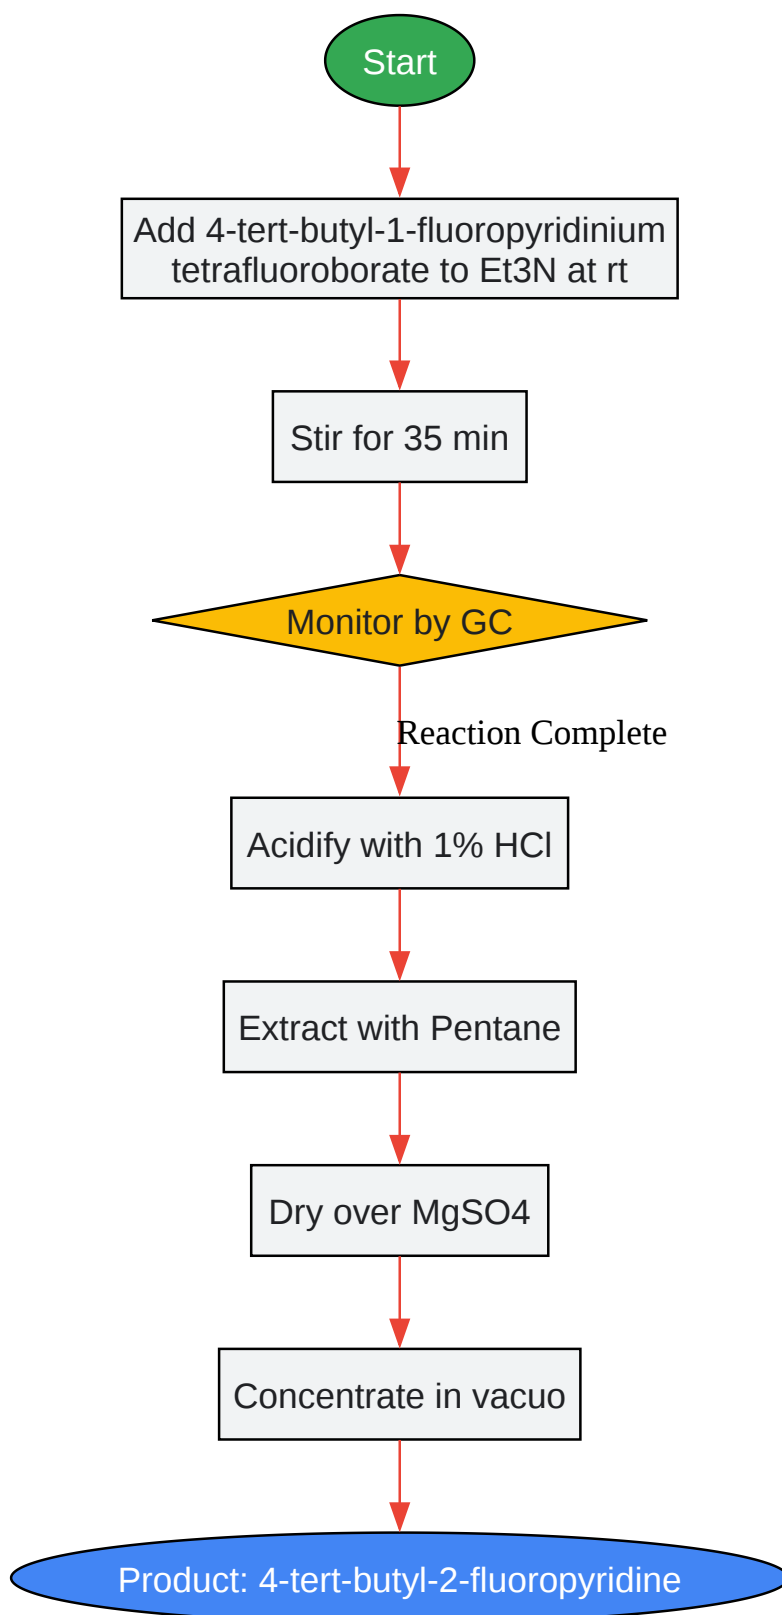 Start
Add 4-tert-butyl-1-fluoropyridinium
tetrafluoroborate to Et3N at rt
Stir for 35 min
Monitor by GC
Reaction Complete
Acidify with 1% HCl
Extract with Pentane
Dry over MgSO4
Concentrate in vacuo
Product: 4-tert-butyl-2-fluoropyridine